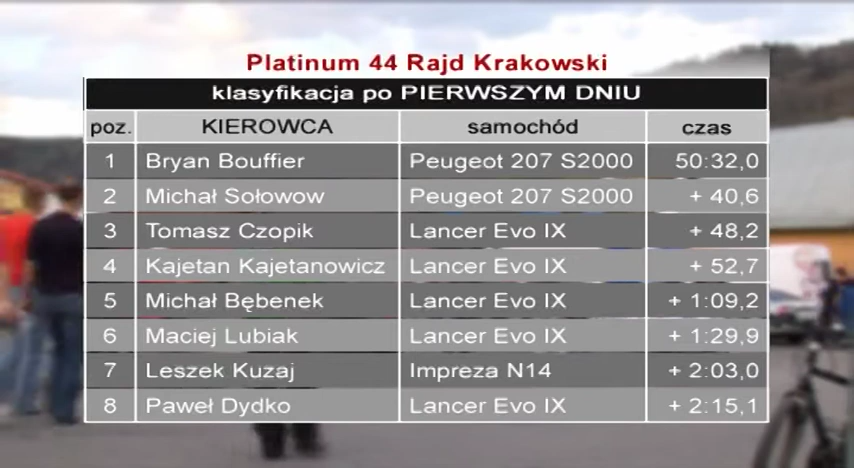 Platinum 44 Rajd Krakowski
klasyfikacja po PIERWSZYM DNIU
poz. KIEROWCA samochód czas
1 Bryan Bouffier Peugeot 207 S2000 50:32,0
2 Michał Sołowow Peugeot 207 S2000 + 40,6
3 Tomasz Czopik Lancer Evo IX + 48,2
4 Kajetan Kajetanowicz Lancer Evo IX + 52,7
5 Michał Bębenek Lancer Evo IX + 1:09,2
6 Maciej Lubiak Lancer Evo IX + 1:29,9
7 Leszek Kuzaj Impreza N14 + 2:03,0
8 Paweł Dydko Lancer Evo IX + 2:15,1